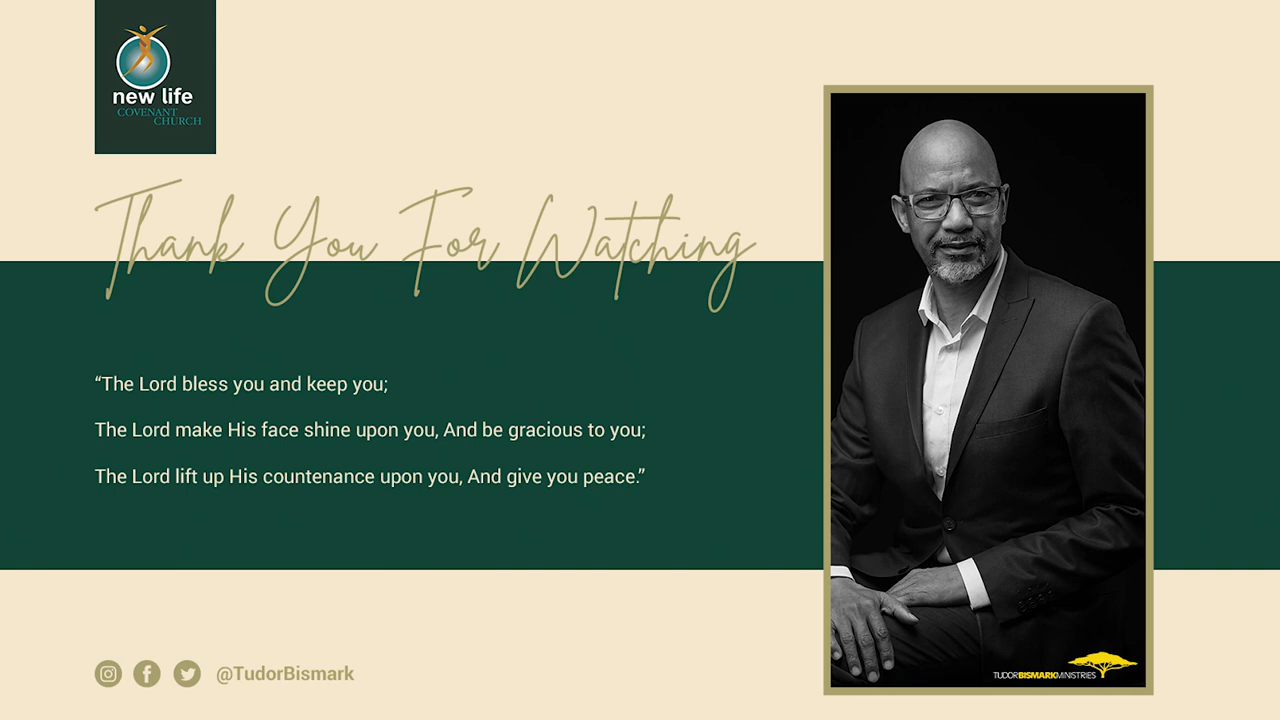 new life
COVENANT
CHURCH
Thank You For Watching
“The Lord bless you and keep you;
The Lord make His face shine upon you, And be gracious to you;
The Lord lift up His countenance upon you, And give you peace.”
@TudorBismark
TUDORBISMARKMINISTRIES